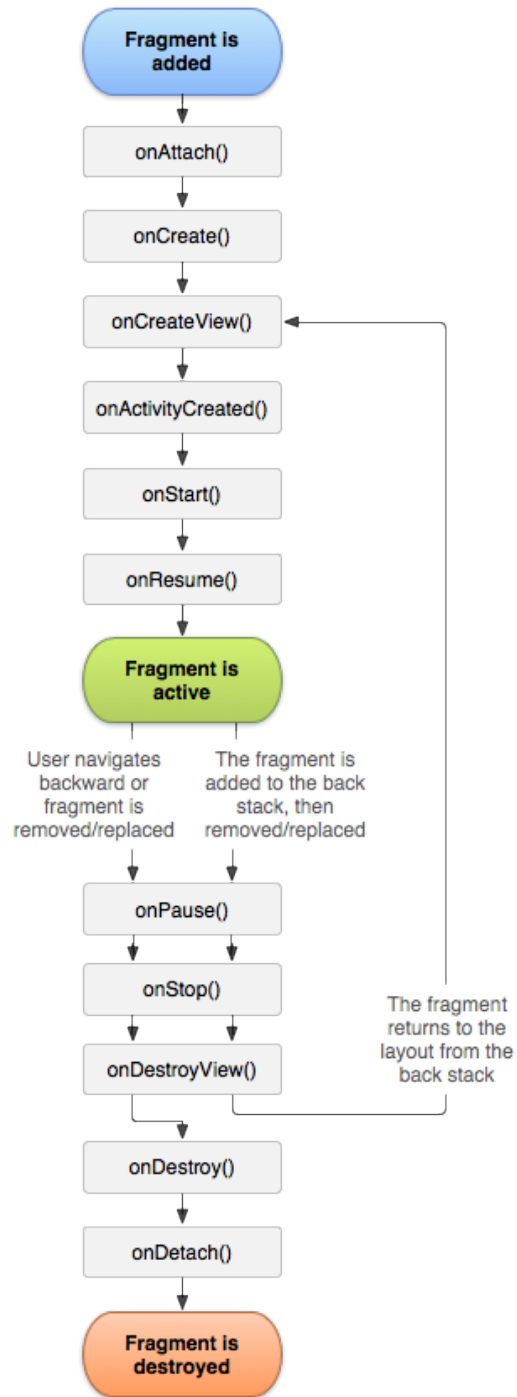 Fragment is
added
onAttach()
onCreate()
onCreateView()
onActivityCreated()
onStart()
onResume()
Fragment is
active
User navigates
backward or
fragment is
removed/replaced
The fragment is
added to the back
stack, then
removed/replaced
onPause()
onStop()
onDestroyView()
The fragment
returns to the
layout from the
back stack
onDestroy()
onDetach()
Fragment is
destroyed